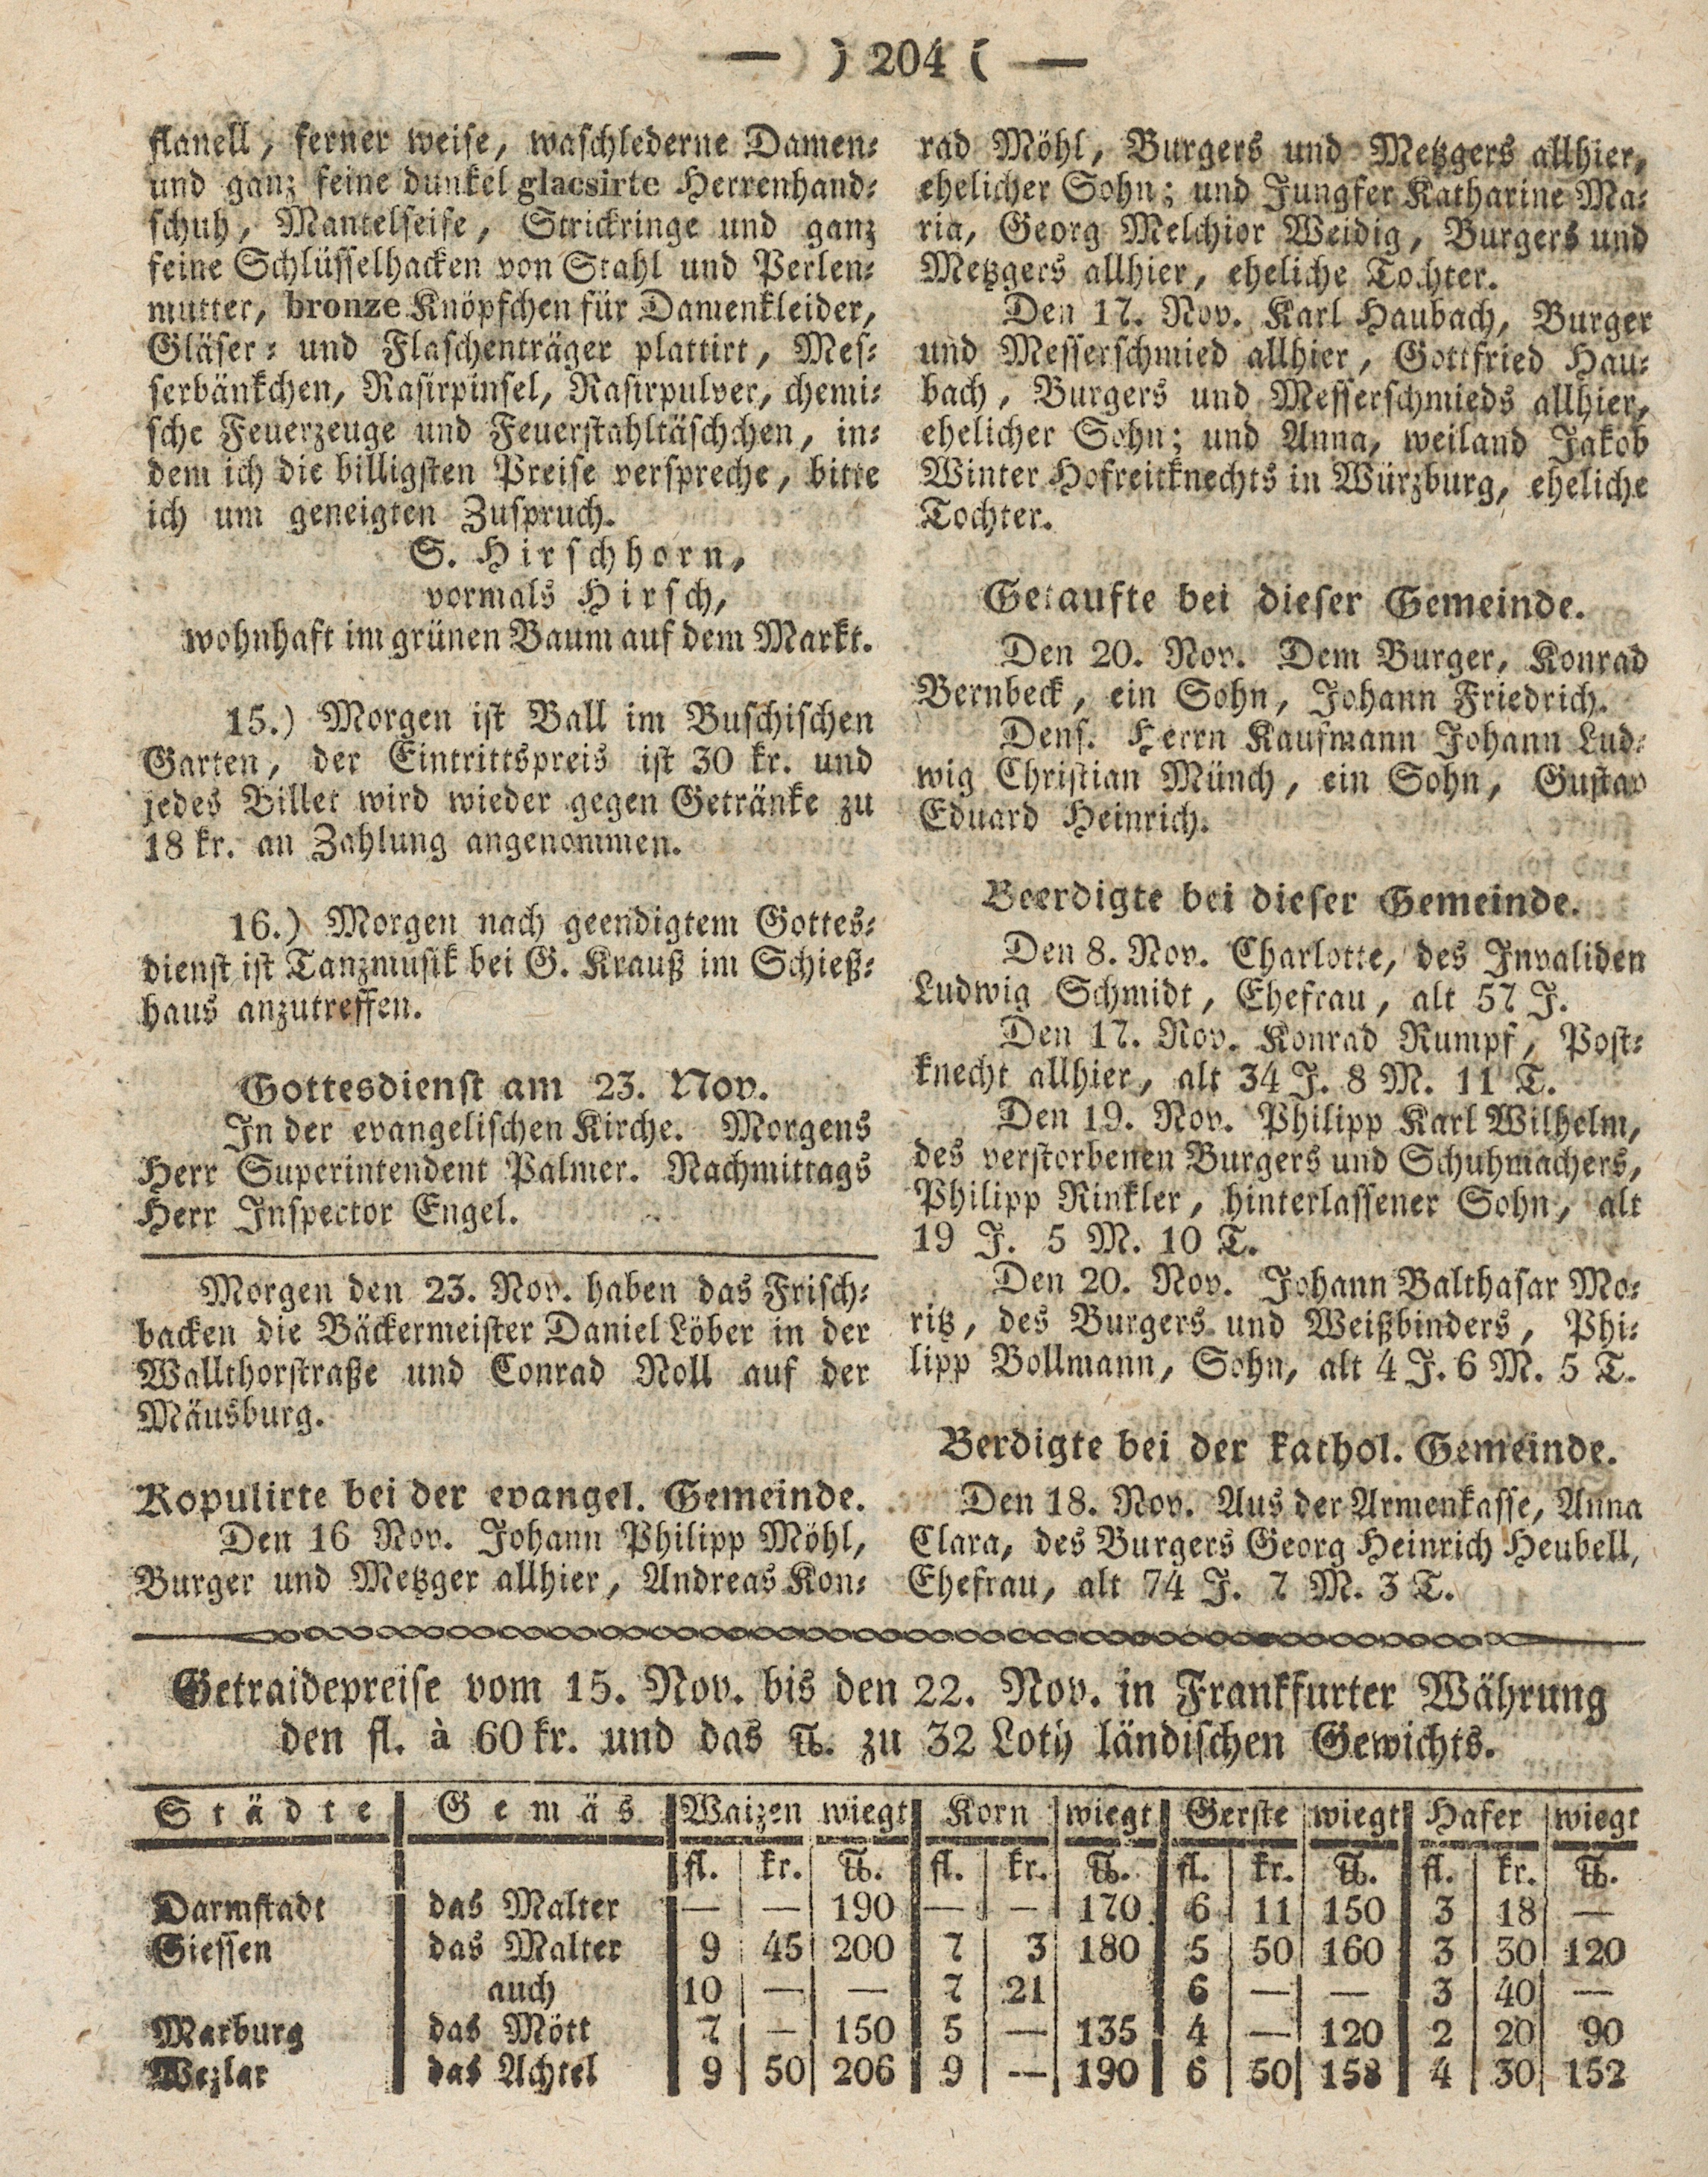 — ) 204 ( —
flanell, ferner weise, waschlederne Damen-
und ganz feine dunkel glacsirte Herrenhand-
schuh, Mantelseife, Strickringe und ganz
feine Schlüsselhacken von Stahl und Perlen-
mutter, bronze Knöpfchen für Damenkleider,
Gläser- und Flaschenträger plattirt, Mes-
serbänkchen, Rasirpinsel, Rasirpulver, chemi-
sche Feuerzeuge und Feuerstahltäschchen, in-
dem ich die billigsten Preise verspreche, bitte
ich um geneigten Zuspruch.
S. Hirschhorn,
vormals Hirsch,
wohnhaft im grünen Baum auf dem Markt.
15.) Morgen ist Ball im Buschischen
Garten, der Eintrittspreis ist 30 kr. und
jedes Billet wird wieder gegen Getränke zu
18 kr. an Zahlung angenommen.
16.) Morgen nach geendigtem Gottes-
dienst ist Tanzmusik bei G. Krauß im Schieß-
haus anzutreffen.
Gottesdienst am 23. Nov.
In der evangelischen Kirche. Morgens
Herr Superintendent Palmer. Nachmittags
Herr Inspector Engel.
Morgen den 23. Nov. haben das Frisch-
backen die Bäckermeister Daniel Löber in der
Wallthorstraße und Conrad Noll auf der
Mäusburg.
Kopulirte bei der evangel. Gemeinde.
Den 16 Nov. Johann Philipp Möhl,
Burger und Metzger allhier, Andreas Kon-
rad Möhl, Burgers und Metzgers allhier,
ehelicher Sohn; und Jungfer Katharine Ma-
ria, Georg Melchior Weidig, Burgers und
Metzgers allhier, eheliche Tochter.
Den 17. Nov. Karl Haubach, Burger
und Messerschmied allhier, Gottfried Hau-
bach, Burgers und Messerschmieds allhier,
ehelicher Sohn; und Anna, weiland Jakob
Winter Hofreitknechts in Würzburg, eheliche
Tochter.
Getaufte bei dieser Gemeinde.
Den 20. Nov. Dem Burger, Konrad
Bernbeck, ein Sohn, Johann Friedrich.
Dens. Herrn Kaufmann Johann Lud-
wig Christian Münch, ein Sohn, Gustav
Eduard Heinrich.
Beerdigte bei dieser Gemeinde.
Den 8. Nov. Charlotte, des Invaliden
Ludwig Schmidt, Ehefrau, alt 57 J.
Den 17. Nov. Konrad Rumpf, Post-
knecht allhier, alt 34 J. 8 M. 11 T.
Den 19. Nov. Philipp Karl Wilhelm,
des verstorbenen Burgers und Schuhmachers,
Philipp Rinkler, hinterlassener Sohn, alt
19 J. 5 M. 10 T.
Den 20. Nov. Johann Balthasar Mo-
ritz, des Burgers und Weißbinders, Phi-
lipp Bollmann, Sohn, alt 4 J. 6 M. 5 T.
Berdigte bei der kathol. Gemeinde.
Den 18. Nov. Aus der Armenkasse, Anna
Clara, des Burgers Georg Heinrich Heubell,
Ehefrau, alt 74 J. 7 M. 3 T.
Getraidepreise vom 15. Nov. bis den 22. Nov. in Frankfurter Währung
den fl. à 60 kr. und das ℔. zu 32 Loth ländischen Gewichts.
Städte Gemäs Waizen wiegt Korn wiegt Gerste wiegt Hafer wiegt
fl. kr. ℔. fl. kr. ℔. fl. kr. ℔. fl. kr. ℔.
Darmstadt das Malter — — 190 — — 170 6 11 150 3 18 —
Giessen das Malter 9 45 200 7 3 180 5 50 160 3 30 120
auch 10 — — 7 21 6 — — 3 40 —
Marburg das Mött 7 — 150 5 — 135 4 — 120 2 20 90
Wezlar das Achtel 9 50 206 9 — 190 6 50 158 4 30 152